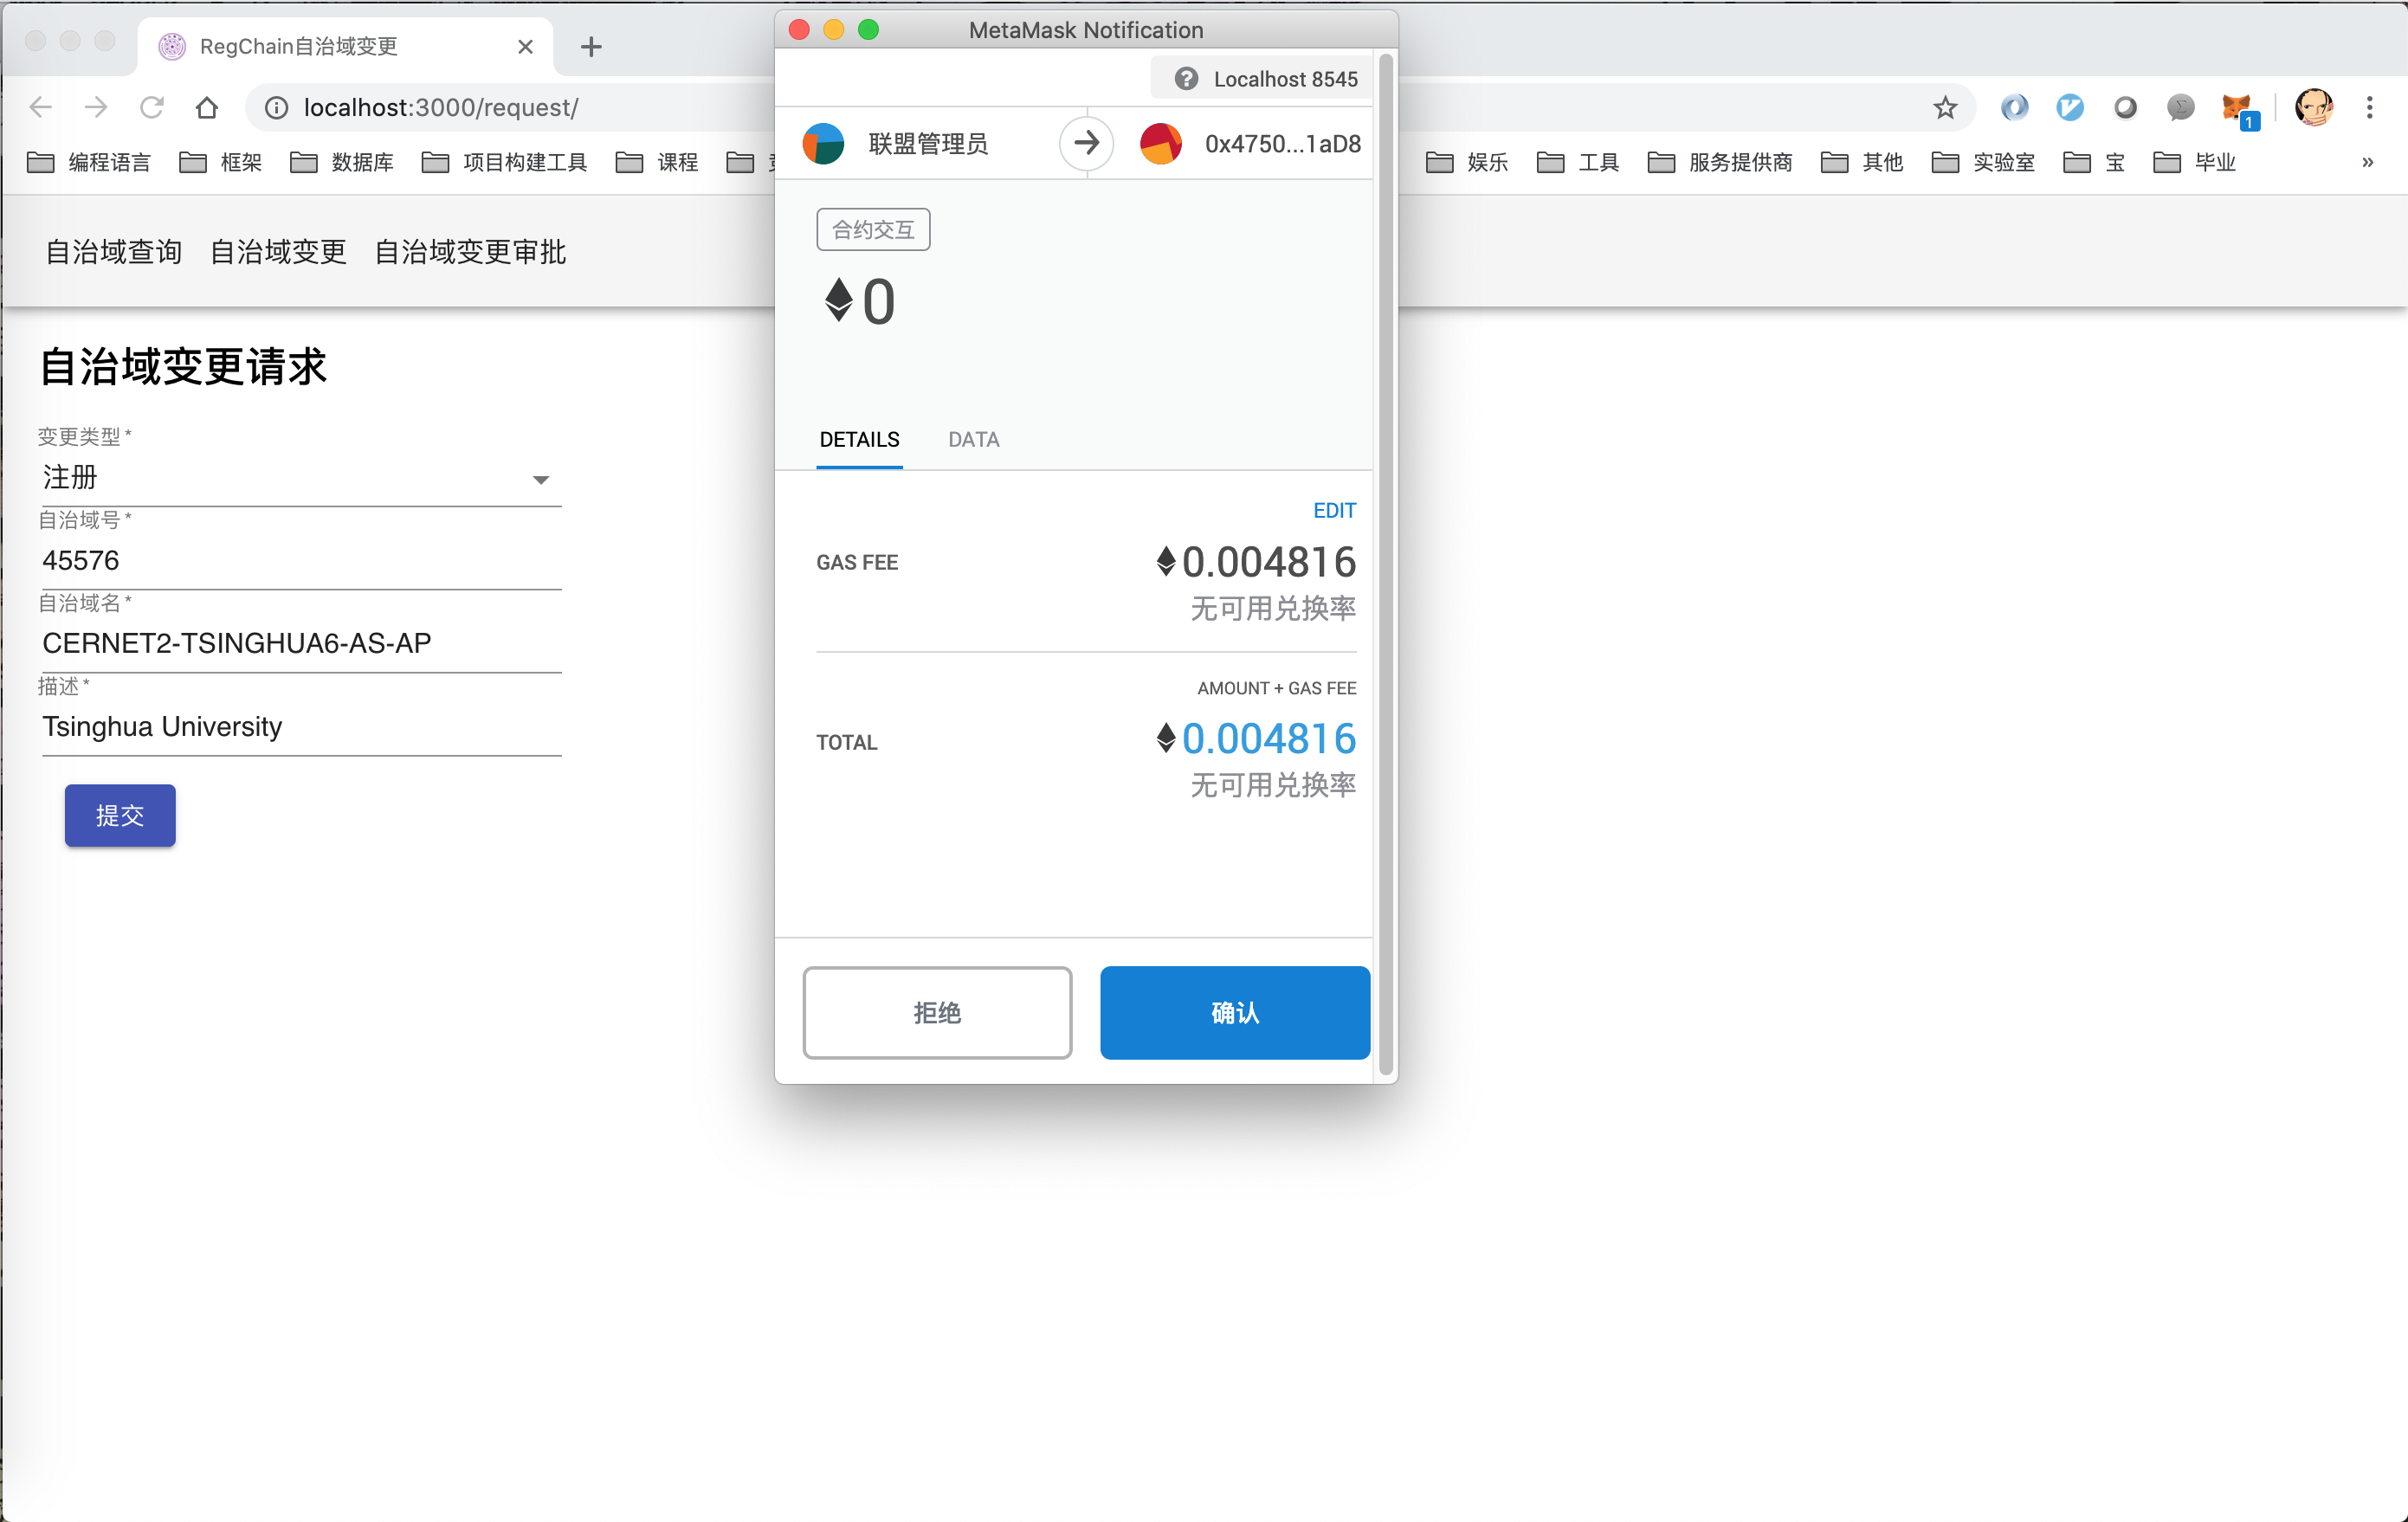 RegChain自治域变更
localhost:3000/request/
编程语言 框架 数据库 项目构建工具 课程
娱乐 工具 服务提供商 其他 实验室 宝 毕业 »
1
自治域查询 自治域变更 自治域变更审批
自治域变更请求
变更类型 *
注册
自治域号 *
45576
自治域名 *
CERNET2-TSINGHUA6-AS-AP
描述 *
Tsinghua University
提交
MetaMask Notification
Localhost 8545
联盟管理员 0x4750...1aD8
合约交互
0
DETAILS DATA
EDIT
GAS FEE 0.004816
无可用兑换率
AMOUNT + GAS FEE
TOTAL 0.004816
无可用兑换率
拒绝 确认